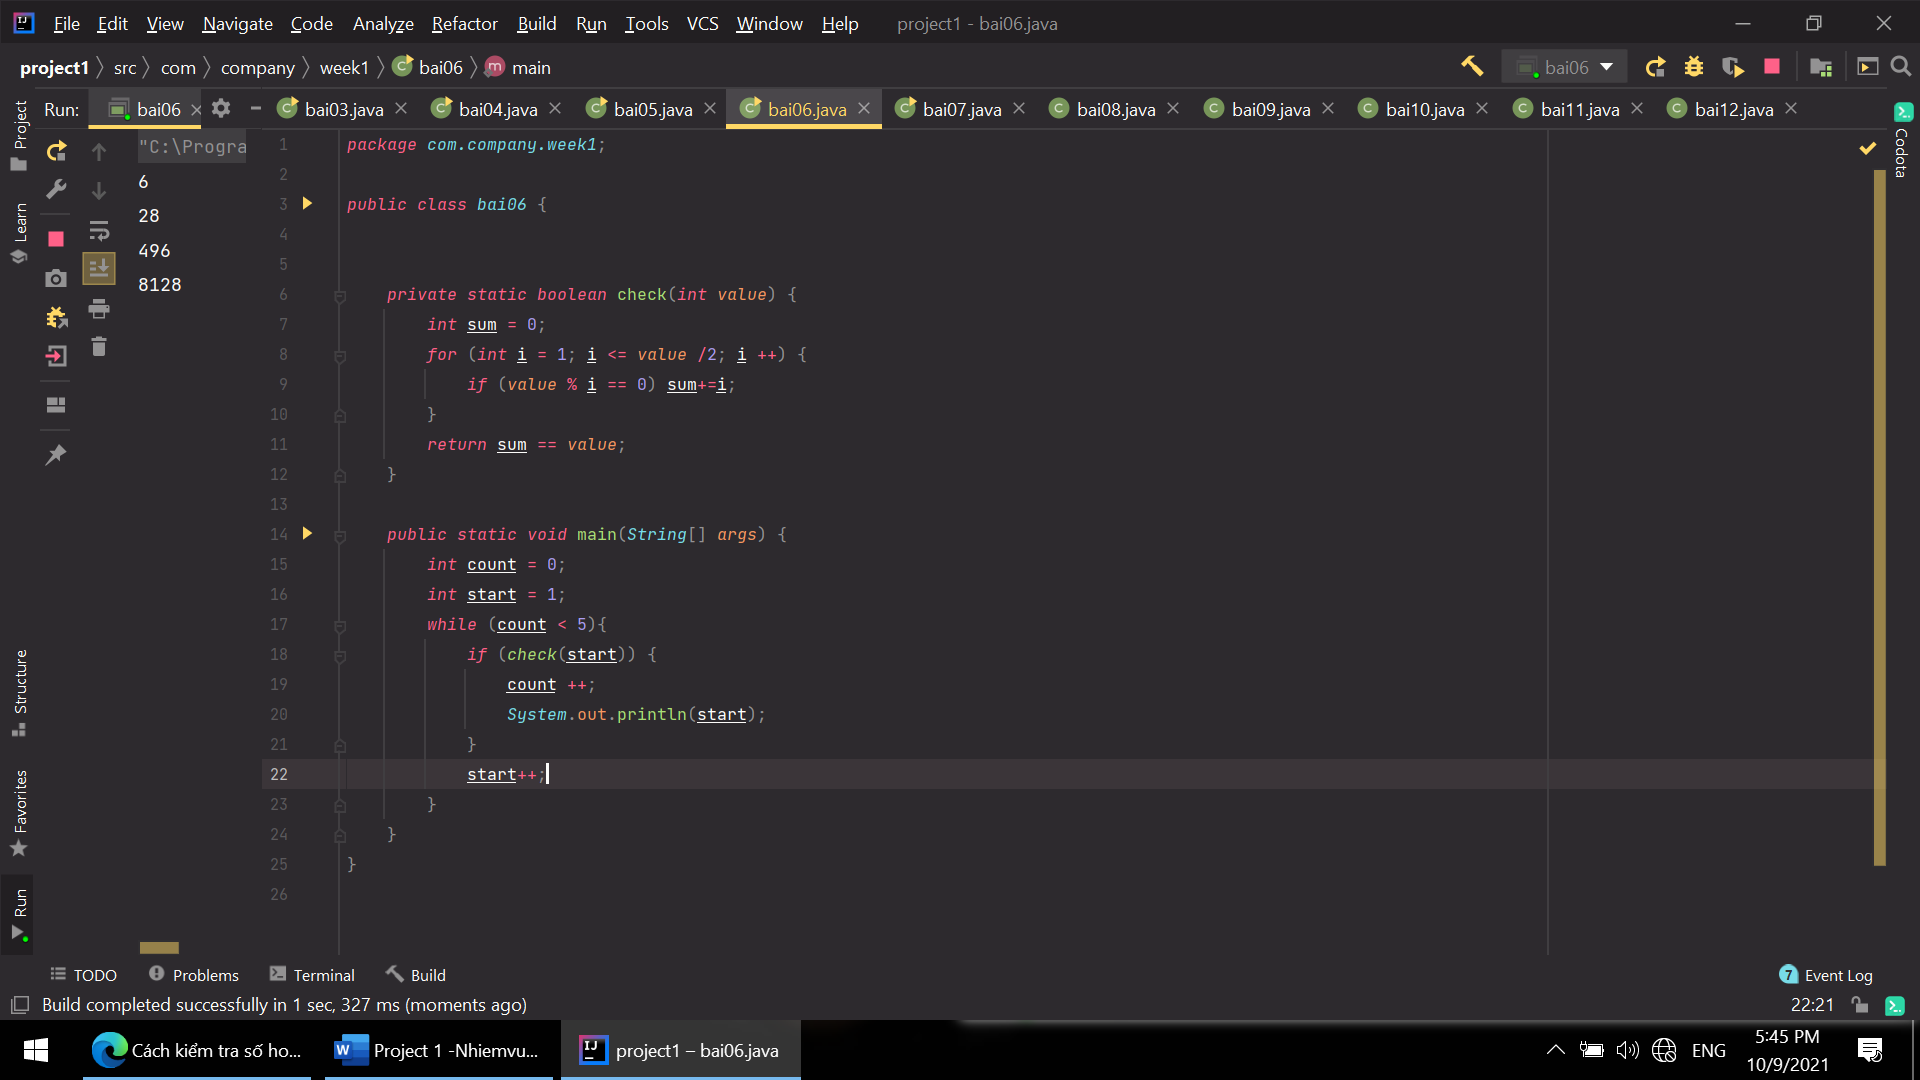 File Edit View Navigate Code Analyze Refactor Build Run Tools VCS Window Help project1 - bai06.java
project1 src com company week1 bai06 main
bai06
Run: bai06
bai03.java bai04.java bai05.java bai06.java bai07.java bai08.java bai09.java bai10.java bai11.java bai12.java
Project
Learn
Structure
Favorites
Run
"C:\Progra
6
28
496
8128
1 package com.company.week1;
2
3 public class bai06 {
4
5
6 private static boolean check(int value) {
7 int sum = 0;
8 for (int i = 1; i <= value /2; i ++) {
9 if (value % i == 0) sum+=i;
10 }
11 return sum == value;
12 }
13
14 public static void main(String[] args) {
15 int count = 0;
16 int start = 1;
17 while (count < 5){
18 if (check(start)) {
19 count ++;
20 System.out.println(start);
21 }
22 start++;
23 }
24 }
25 }
26
Codota
TODO Problems Terminal Build
7 Event Log
Build completed successfully in 1 sec, 327 ms (moments ago)
22:21
Cách kiểm tra số ho...
Project 1 -Nhiemvu...
project1 – bai06.java
ENG
5:45 PM
10/9/2021